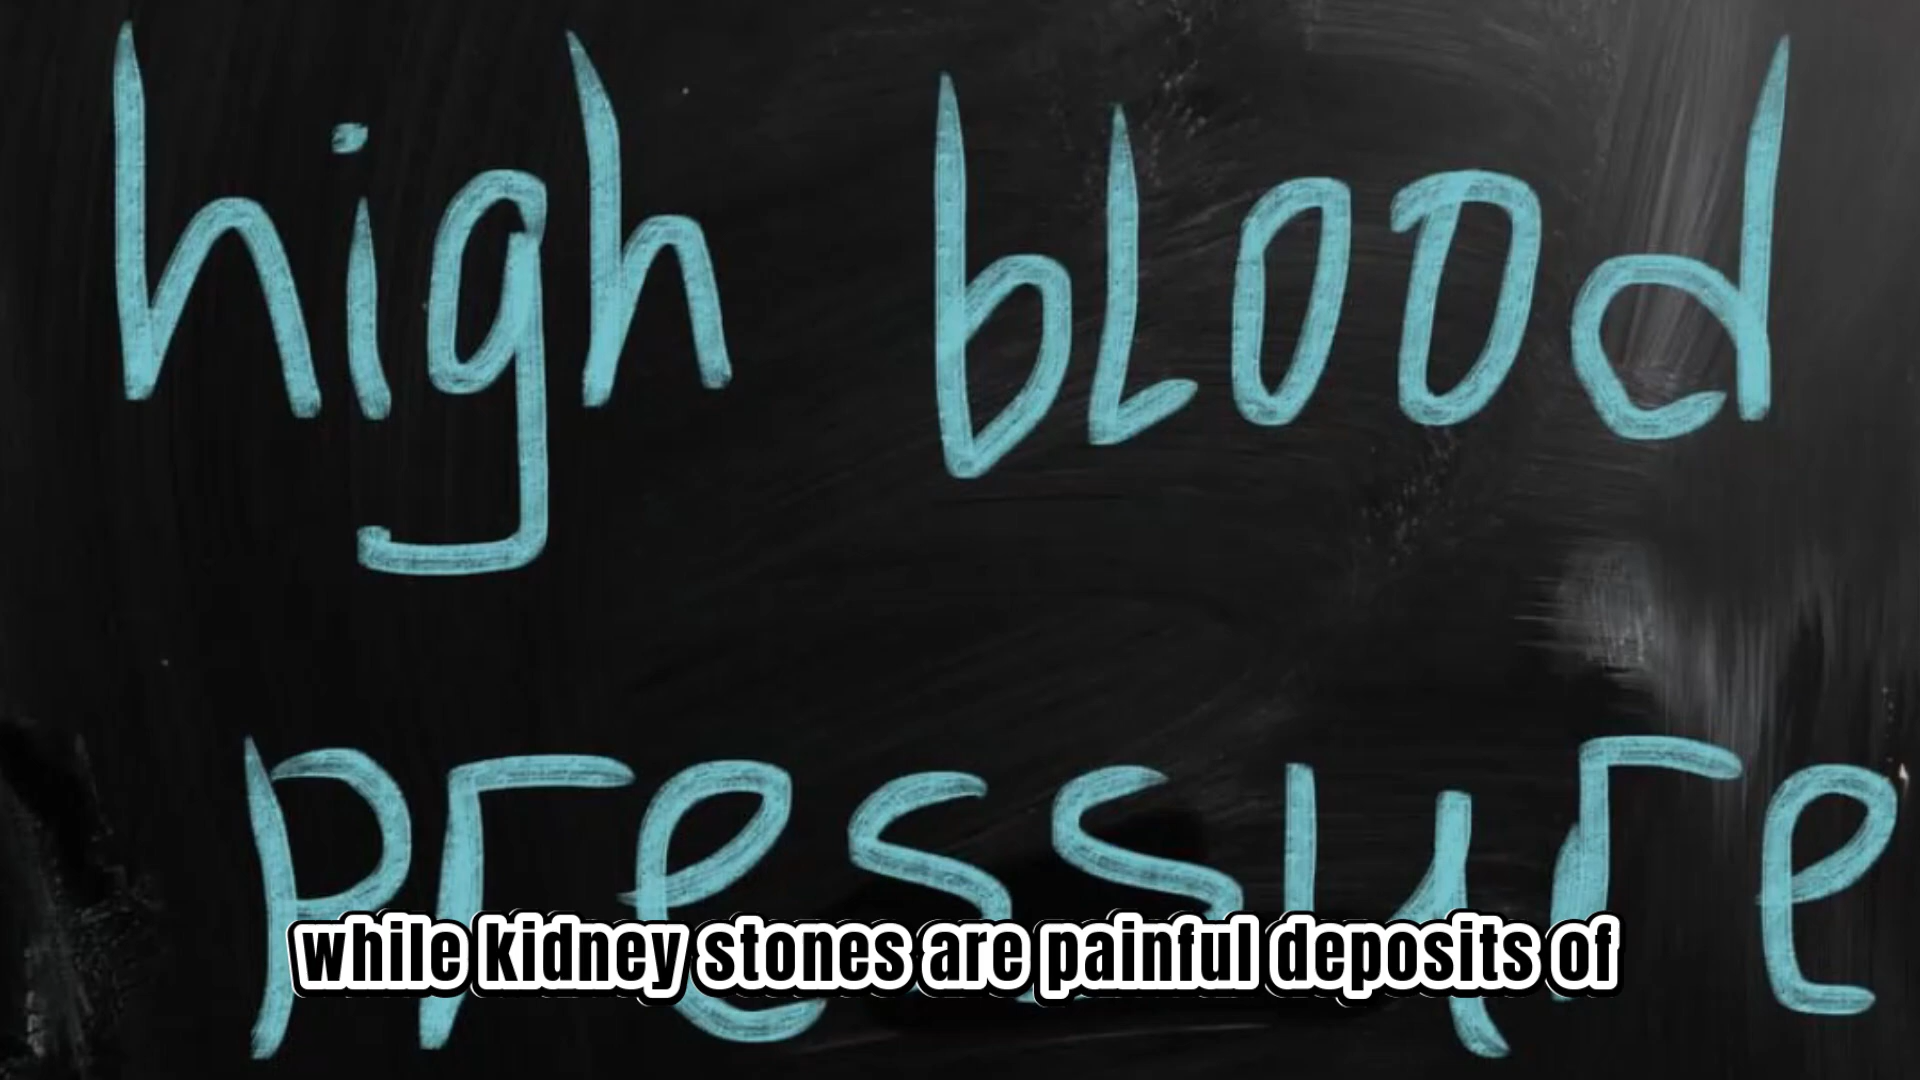 high blood
pressure
while kidney stones are painful deposits of